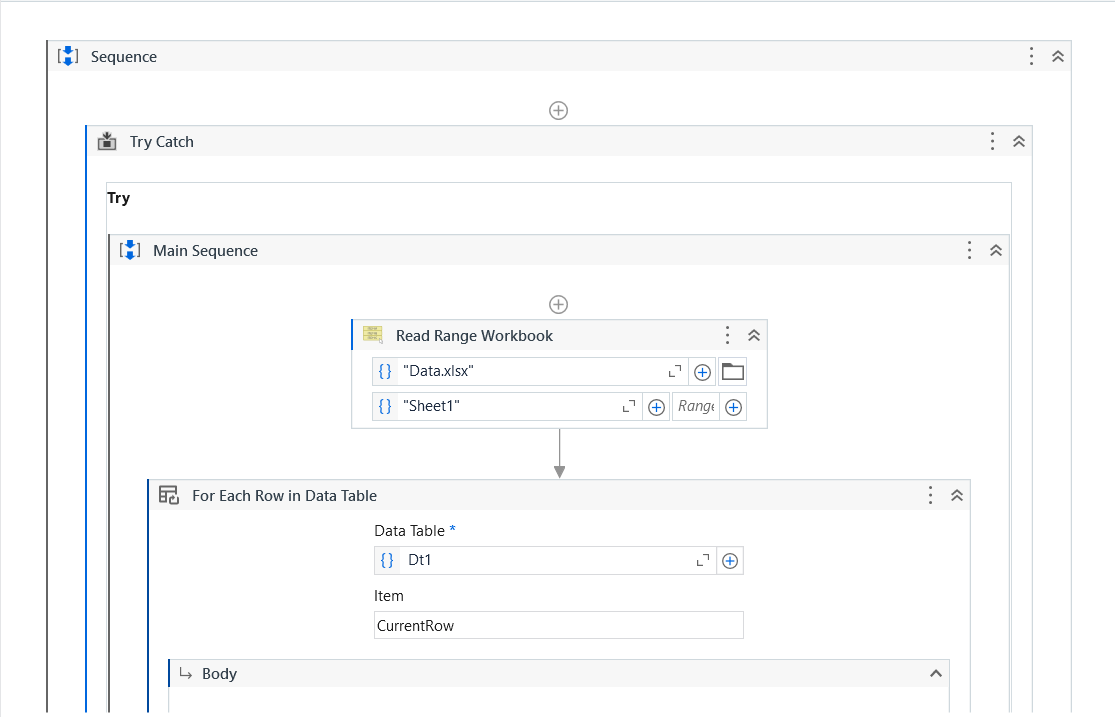 Sequence
Try Catch
Try
Main Sequence
Read Range Workbook
{} "Data.xlsx"
{} "Sheet1" Range
For Each Row in Data Table
Data Table *
{} Dt1
Item
CurrentRow
Body